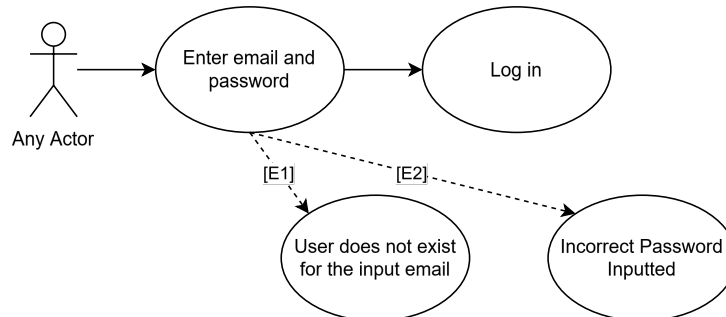 Enter email and
password
Log in
Any Actor
[E1]
[E2]
User does not exist
for the input email
Incorrect Password
Inputted